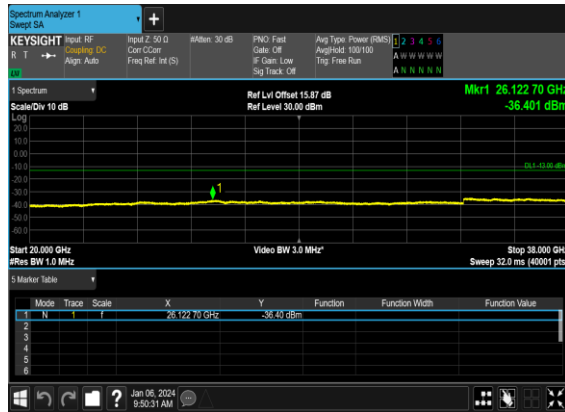 Spectrum Analyzer 1
Swept SA
+
KEYSIGHT Input: RF Input Z: 50 Ω #Atten: 30 dB PNO: Fast Avg Type: Power (RMS) 1 2 3 4 5 6
R T Coupling: DC Corr CCorr Gate: Off Avg|Hold: 100/100 A W W W W W
Align: Auto Freq Ref: Int (S) IF Gain: Low Trig: Free Run
LW Sig Track: Off A N N N N N
1 Spectrum Ref Lvl Offset 15.87 dB Mkr1 26.122 70 GHz
Scale/Div 10 dB Ref Level 30.00 dBm -36.401 dBm
Log
20.0
10.0
0.00
-10.0 DL1 -13.00 dBm
-20.0
-30.0 1
-40.0
-50.0
-60.0
Start 20.000 GHz Video BW 3.0 MHz* Stop 38.000 GHz
#Res BW 1.0 MHz Sweep 32.0 ms (40001 pts)
5 Marker Table
Mode Trace Scale X Y Function Function Width Function Value
1 N 1 f 26.122 70 GHz -36.40 dBm
2
3
4
5
6
? Jan 06, 2024
9:50:31 AM